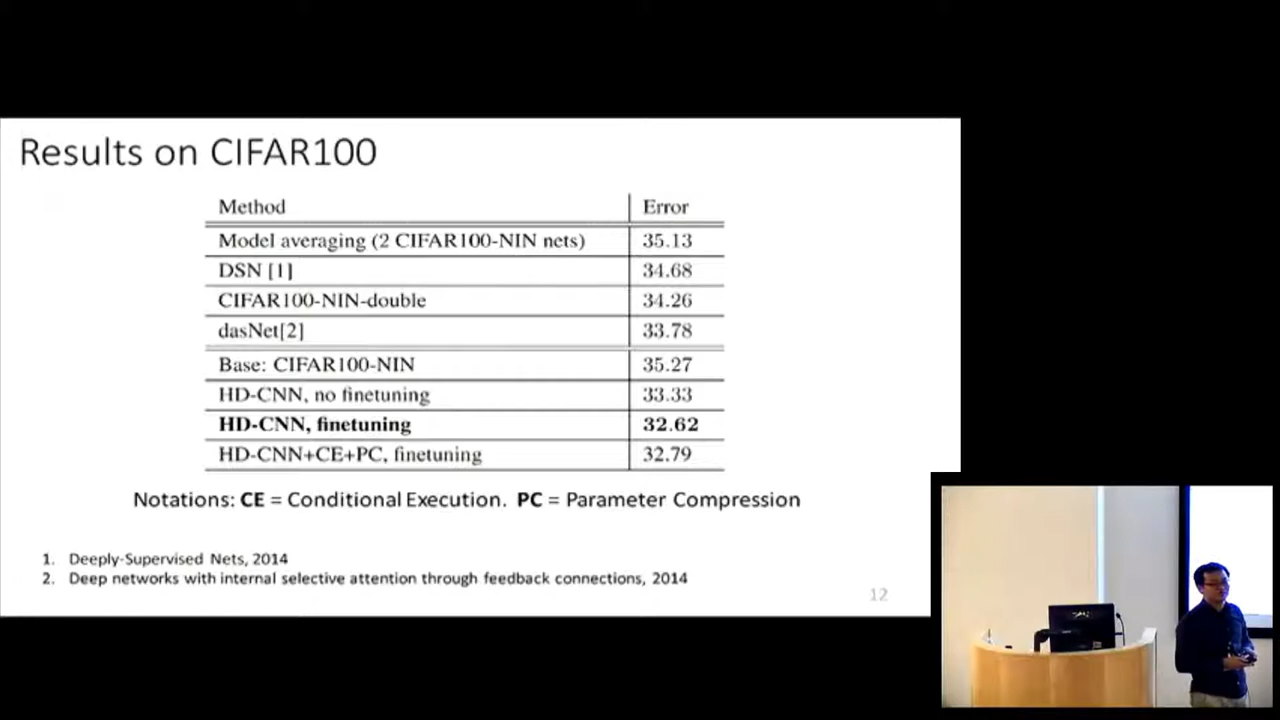 Results on CIFAR100
Method Error
Model averaging (2 CIFAR100-NIN nets) 35.13
DSN [1] 34.68
CIFAR100-NIN-double 34.26
dasNet[2] 33.78
Base: CIFAR100-NIN 35.27
HD-CNN, no finetuning 33.33
HD-CNN, finetuning 32.62
HD-CNN+CE+PC, finetuning 32.79
Notations: CE = Conditional Execution. PC = Parameter Compression
1. Deeply-Supervised Nets, 2014
2. Deep networks with internal selective attention through feedback connections, 2014
12